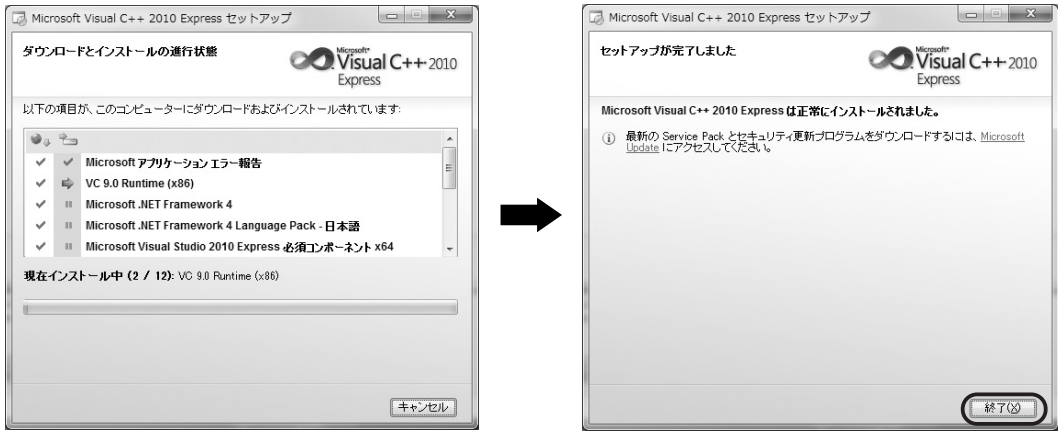 Microsoft Visual C++ 2010 Express セットアップ
ダウンロードとインストールの進行状態
Microsoft
Visual C++ 2010
Express
以下の項目が、このコンピューターにダウンロードおよびインストールされています:
Microsoft アプリケーション エラー報告
VC 9.0 Runtime (x86)
Microsoft .NET Framework 4
Microsoft .NET Framework 4 Language Pack - 日本語
Microsoft Visual Studio 2010 Express 必須コンポーネント x64
現在インストール中 (2 / 12): VC 9.0 Runtime (x86)
キャンセル
Microsoft Visual C++ 2010 Express セットアップ
セットアップが完了しました
Microsoft
Visual C++ 2010
Express
Microsoft Visual C++ 2010 Express は正常にインストールされました。
最新の Service Pack とセキュリティ更新プログラムをダウンロードするには、Microsoft
Update にアクセスしてください。
終了(X)